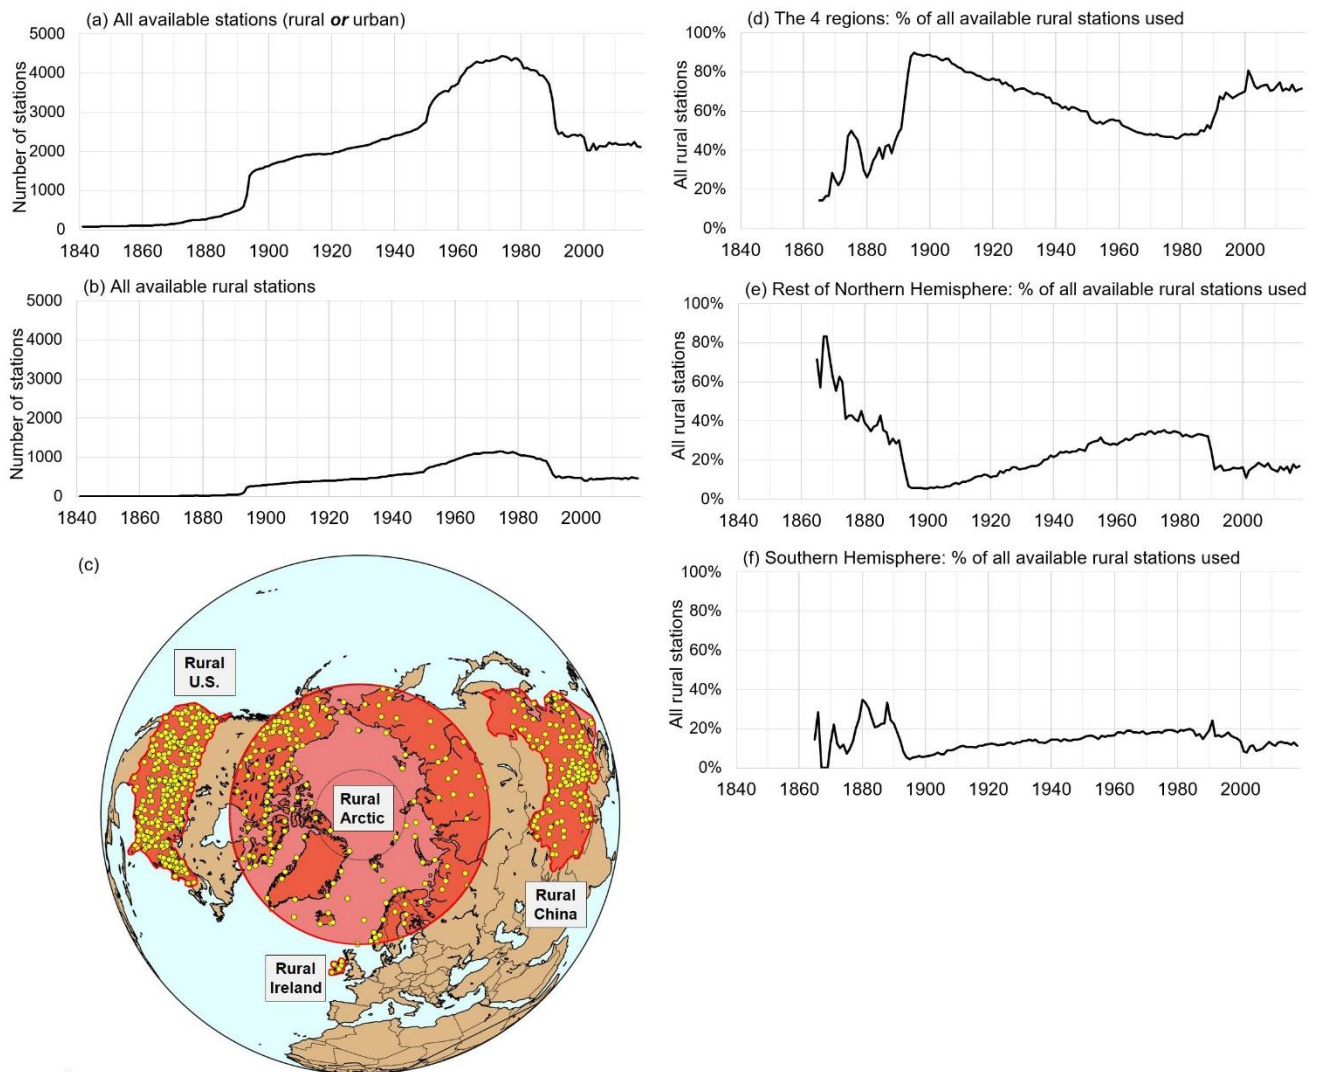 (a) All available stations (rural or urban)
Number of stations
5000
4000
3000
2000
1000
0
1840 1860 1880 1900 1920 1940 1960 1980 2000
(b) All available rural stations
Number of stations
5000
4000
3000
2000
1000
0
1840 1860 1880 1900 1920 1940 1960 1980 2000
(c)
Rural
U.S.
Rural
Arctic
Rural
China
Rural
Ireland
(d) The 4 regions: % of all available rural stations used
All rural stations
100%
80%
60%
40%
20%
0%
1840 1860 1880 1900 1920 1940 1960 1980 2000
(e) Rest of Northern Hemisphere: % of all available rural stations used
All rural stations
100%
80%
60%
40%
20%
0%
1840 1860 1880 1900 1920 1940 1960 1980 2000
(f) Southern Hemisphere: % of all available rural stations used
All rural stations
100%
80%
60%
40%
20%
0%
1840 1860 1880 1900 1920 1940 1960 1980 2000